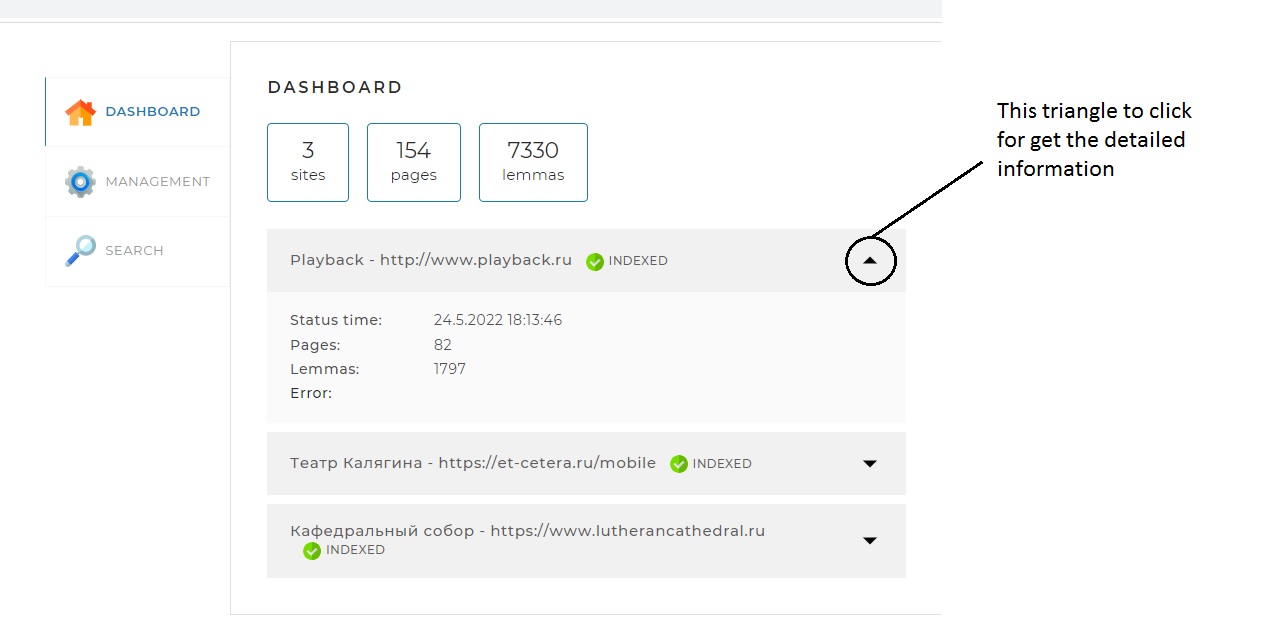 DASHBOARD
MANAGEMENT
SEARCH
DASHBOARD
3
sites
154
pages
7330
lemmas
Playback - http://www.playback.ru INDEXED
Status time: 24.5.2022 18:13:46
Pages: 82
Lemmas: 1797
Error:
Театр Калягина - https://et-cetera.ru/mobile INDEXED
Кафедральный собор - https://www.lutherancathedral.ru
INDEXED
This triangle to click
for get the detailed
information